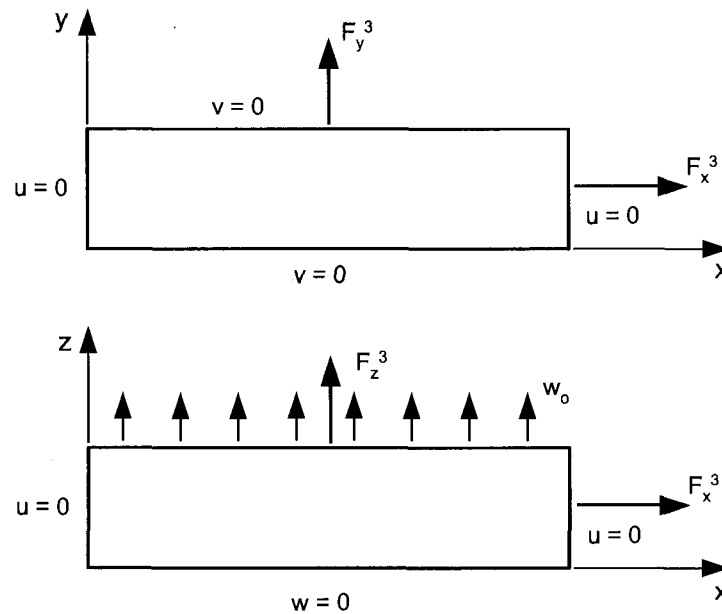 y
F_y^3
v = 0
u = 0
F_x^3
u = 0
v = 0
x
z
F_z^3
w_o
u = 0
F_x^3
u = 0
w = 0
x